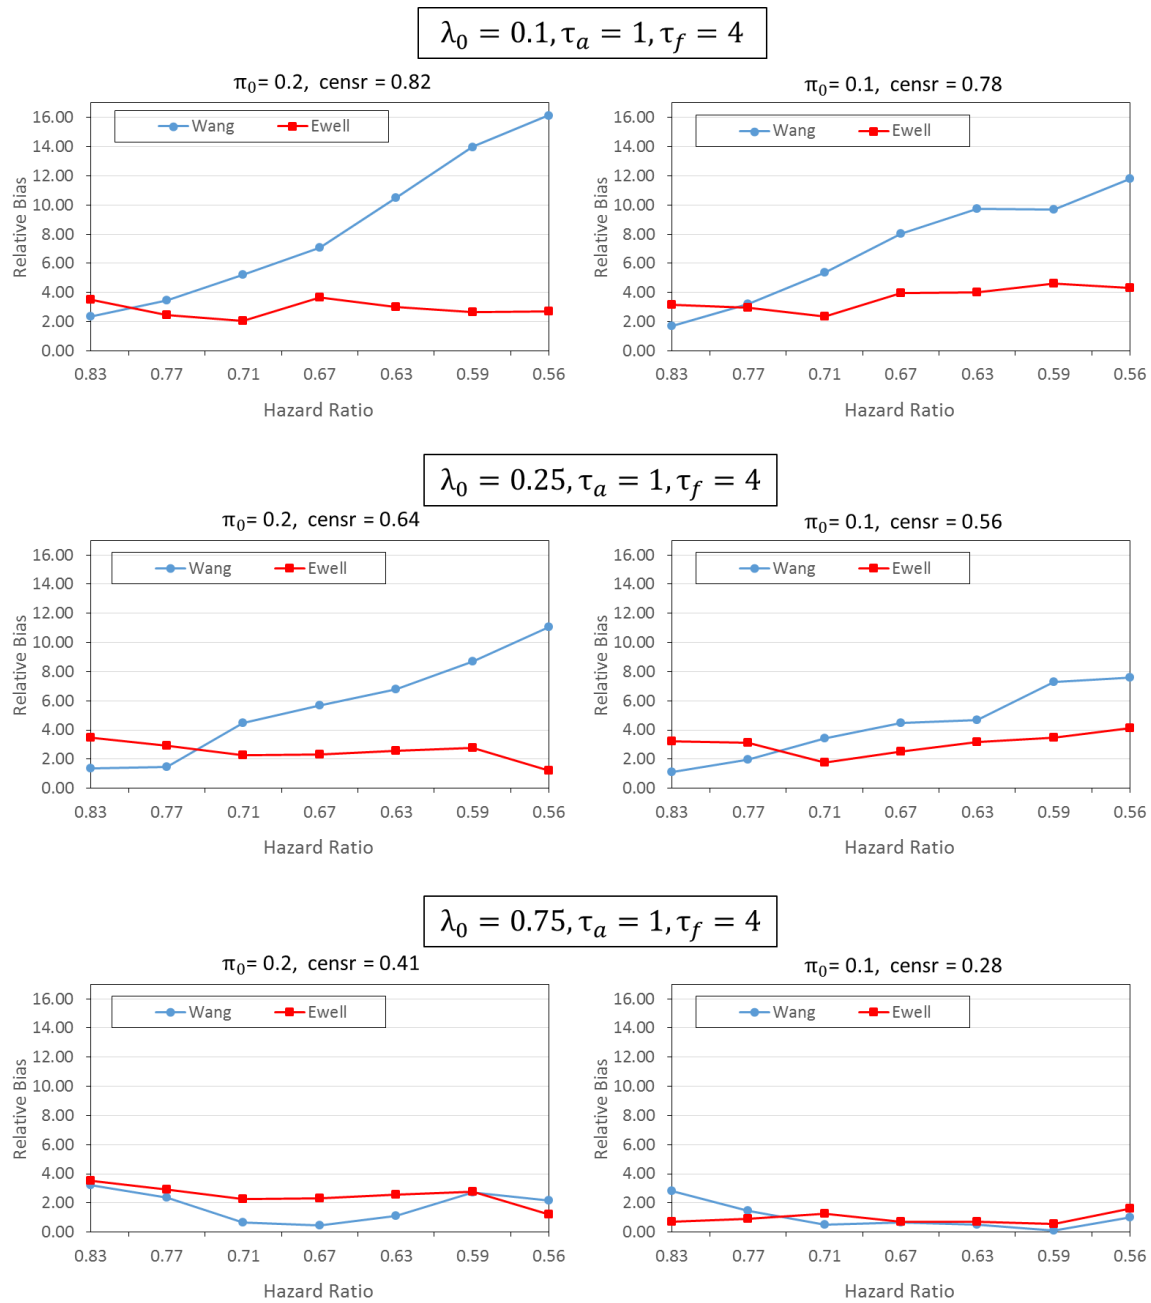 λ₀ = 0.1, τₐ = 1, τ_f = 4
π₀= 0.2, censr = 0.82
Wang Ewell
Relative Bias
16.00
14.00
12.00
10.00
8.00
6.00
4.00
2.00
0.00
0.83 0.77 0.71 0.67 0.63 0.59 0.56
Hazard Ratio
π₀= 0.1, censr = 0.78
Wang Ewell
Relative Bias
16.00
14.00
12.00
10.00
8.00
6.00
4.00
2.00
0.00
0.83 0.77 0.71 0.67 0.63 0.59 0.56
Hazard Ratio
λ₀ = 0.25, τₐ = 1, τ_f = 4
π₀= 0.2, censr = 0.64
Wang Ewell
Relative Bias
16.00
14.00
12.00
10.00
8.00
6.00
4.00
2.00
0.00
0.83 0.77 0.71 0.67 0.63 0.59 0.56
Hazard Ratio
π₀= 0.1, censr = 0.56
Wang Ewell
Relative Bias
16.00
14.00
12.00
10.00
8.00
6.00
4.00
2.00
0.00
0.83 0.77 0.71 0.67 0.63 0.59 0.56
Hazard Ratio
λ₀ = 0.75, τₐ = 1, τ_f = 4
π₀= 0.2, censr = 0.41
Wang Ewell
Relative Bias
16.00
14.00
12.00
10.00
8.00
6.00
4.00
2.00
0.00
0.83 0.77 0.71 0.67 0.63 0.59 0.56
Hazard Ratio
π₀= 0.1, censr = 0.28
Wang Ewell
Relative Bias
16.00
14.00
12.00
10.00
8.00
6.00
4.00
2.00
0.00
0.83 0.77 0.71 0.67 0.63 0.59 0.56
Hazard Ratio